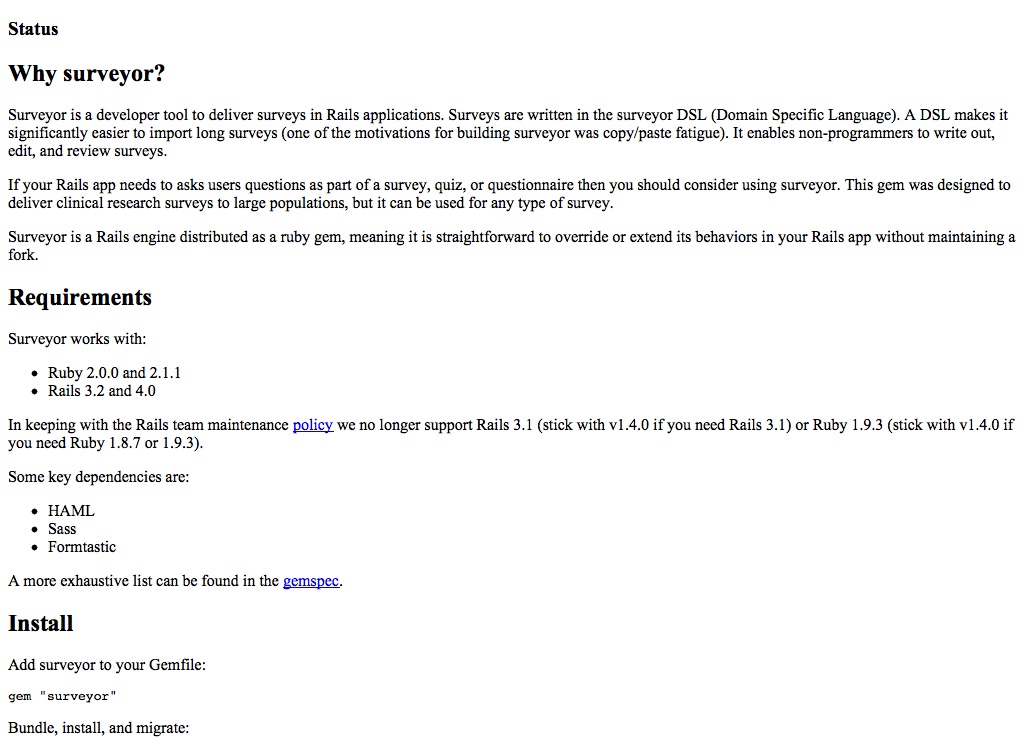 Status
Why surveyor?
Surveyor is a developer tool to deliver surveys in Rails applications. Surveys are written in the surveyor DSL (Domain Specific Language). A DSL makes it
significantly easier to import long surveys (one of the motivations for building surveyor was copy/paste fatigue). It enables non-programmers to write out,
edit, and review surveys.
If your Rails app needs to asks users questions as part of a survey, quiz, or questionnaire then you should consider using surveyor. This gem was designed to
deliver clinical research surveys to large populations, but it can be used for any type of survey.
Surveyor is a Rails engine distributed as a ruby gem, meaning it is straightforward to override or extend its behaviors in your Rails app without maintaining a
fork.
Requirements
Surveyor works with:
• Ruby 2.0.0 and 2.1.1
• Rails 3.2 and 4.0
In keeping with the Rails team maintenance policy we no longer support Rails 3.1 (stick with v1.4.0 if you need Rails 3.1) or Ruby 1.9.3 (stick with v1.4.0 if
you need Ruby 1.8.7 or 1.9.3).
Some key dependencies are:
• HAML
• Sass
• Formtastic
A more exhaustive list can be found in the gemspec.
Install
Add surveyor to your Gemfile:
gem "surveyor"
Bundle, install, and migrate: